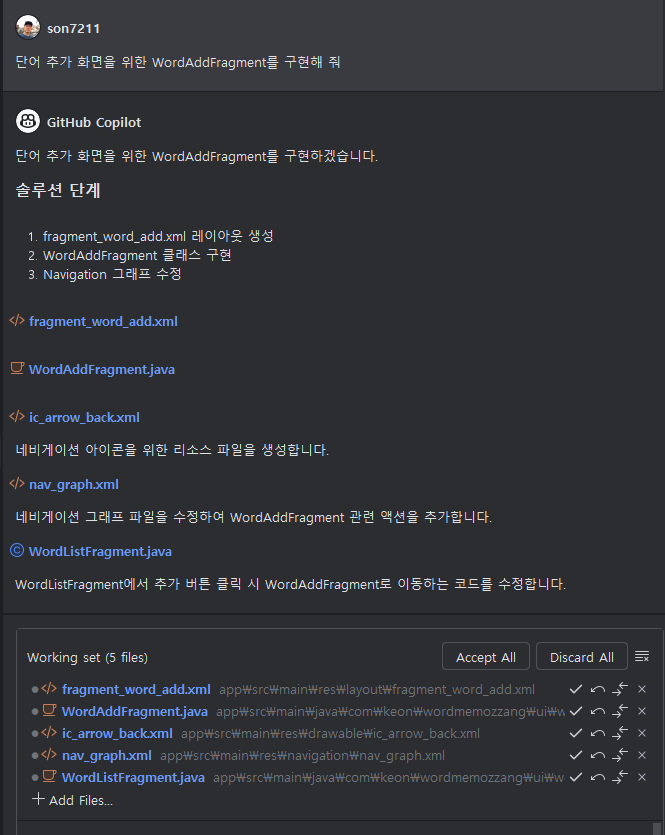 son7211
단어 추가 화면을 위한 WordAddFragment를 구현해 줘
GitHub Copilot
단어 추가 화면을 위한 WordAddFragment를 구현하겠습니다.
솔루션 단계
1. fragment_word_add.xml 레이아웃 생성
2. WordAddFragment 클래스 구현
3. Navigation 그래프 수정
</> fragment_word_add.xml
WordAddFragment.java
</> ic_arrow_back.xml
네비게이션 아이콘을 위한 리소스 파일을 생성합니다.
</> nav_graph.xml
네비게이션 그래프 파일을 수정하여 WordAddFragment 관련 액션을 추가합니다.
© WordListFragment.java
WordListFragment에서 추가 버튼 클릭 시 WordAddFragment로 이동하는 코드를 수정합니다.
Working set (5 files) Accept All Discard All
</> fragment_word_add.xml app₩src₩main₩res₩layout₩fragment_word_add.xml
WordAddFragment.java app₩src₩main₩java₩com₩keon₩wordmemozzang₩ui₩w
</> ic_arrow_back.xml app₩src₩main₩res₩drawable₩ic_arrow_back.xml
</> nav_graph.xml app₩src₩main₩res₩navigation₩nav_graph.xml
WordListFragment.java app₩src₩main₩java₩com₩keon₩wordmemozzang₩ui₩w
+ Add Files...